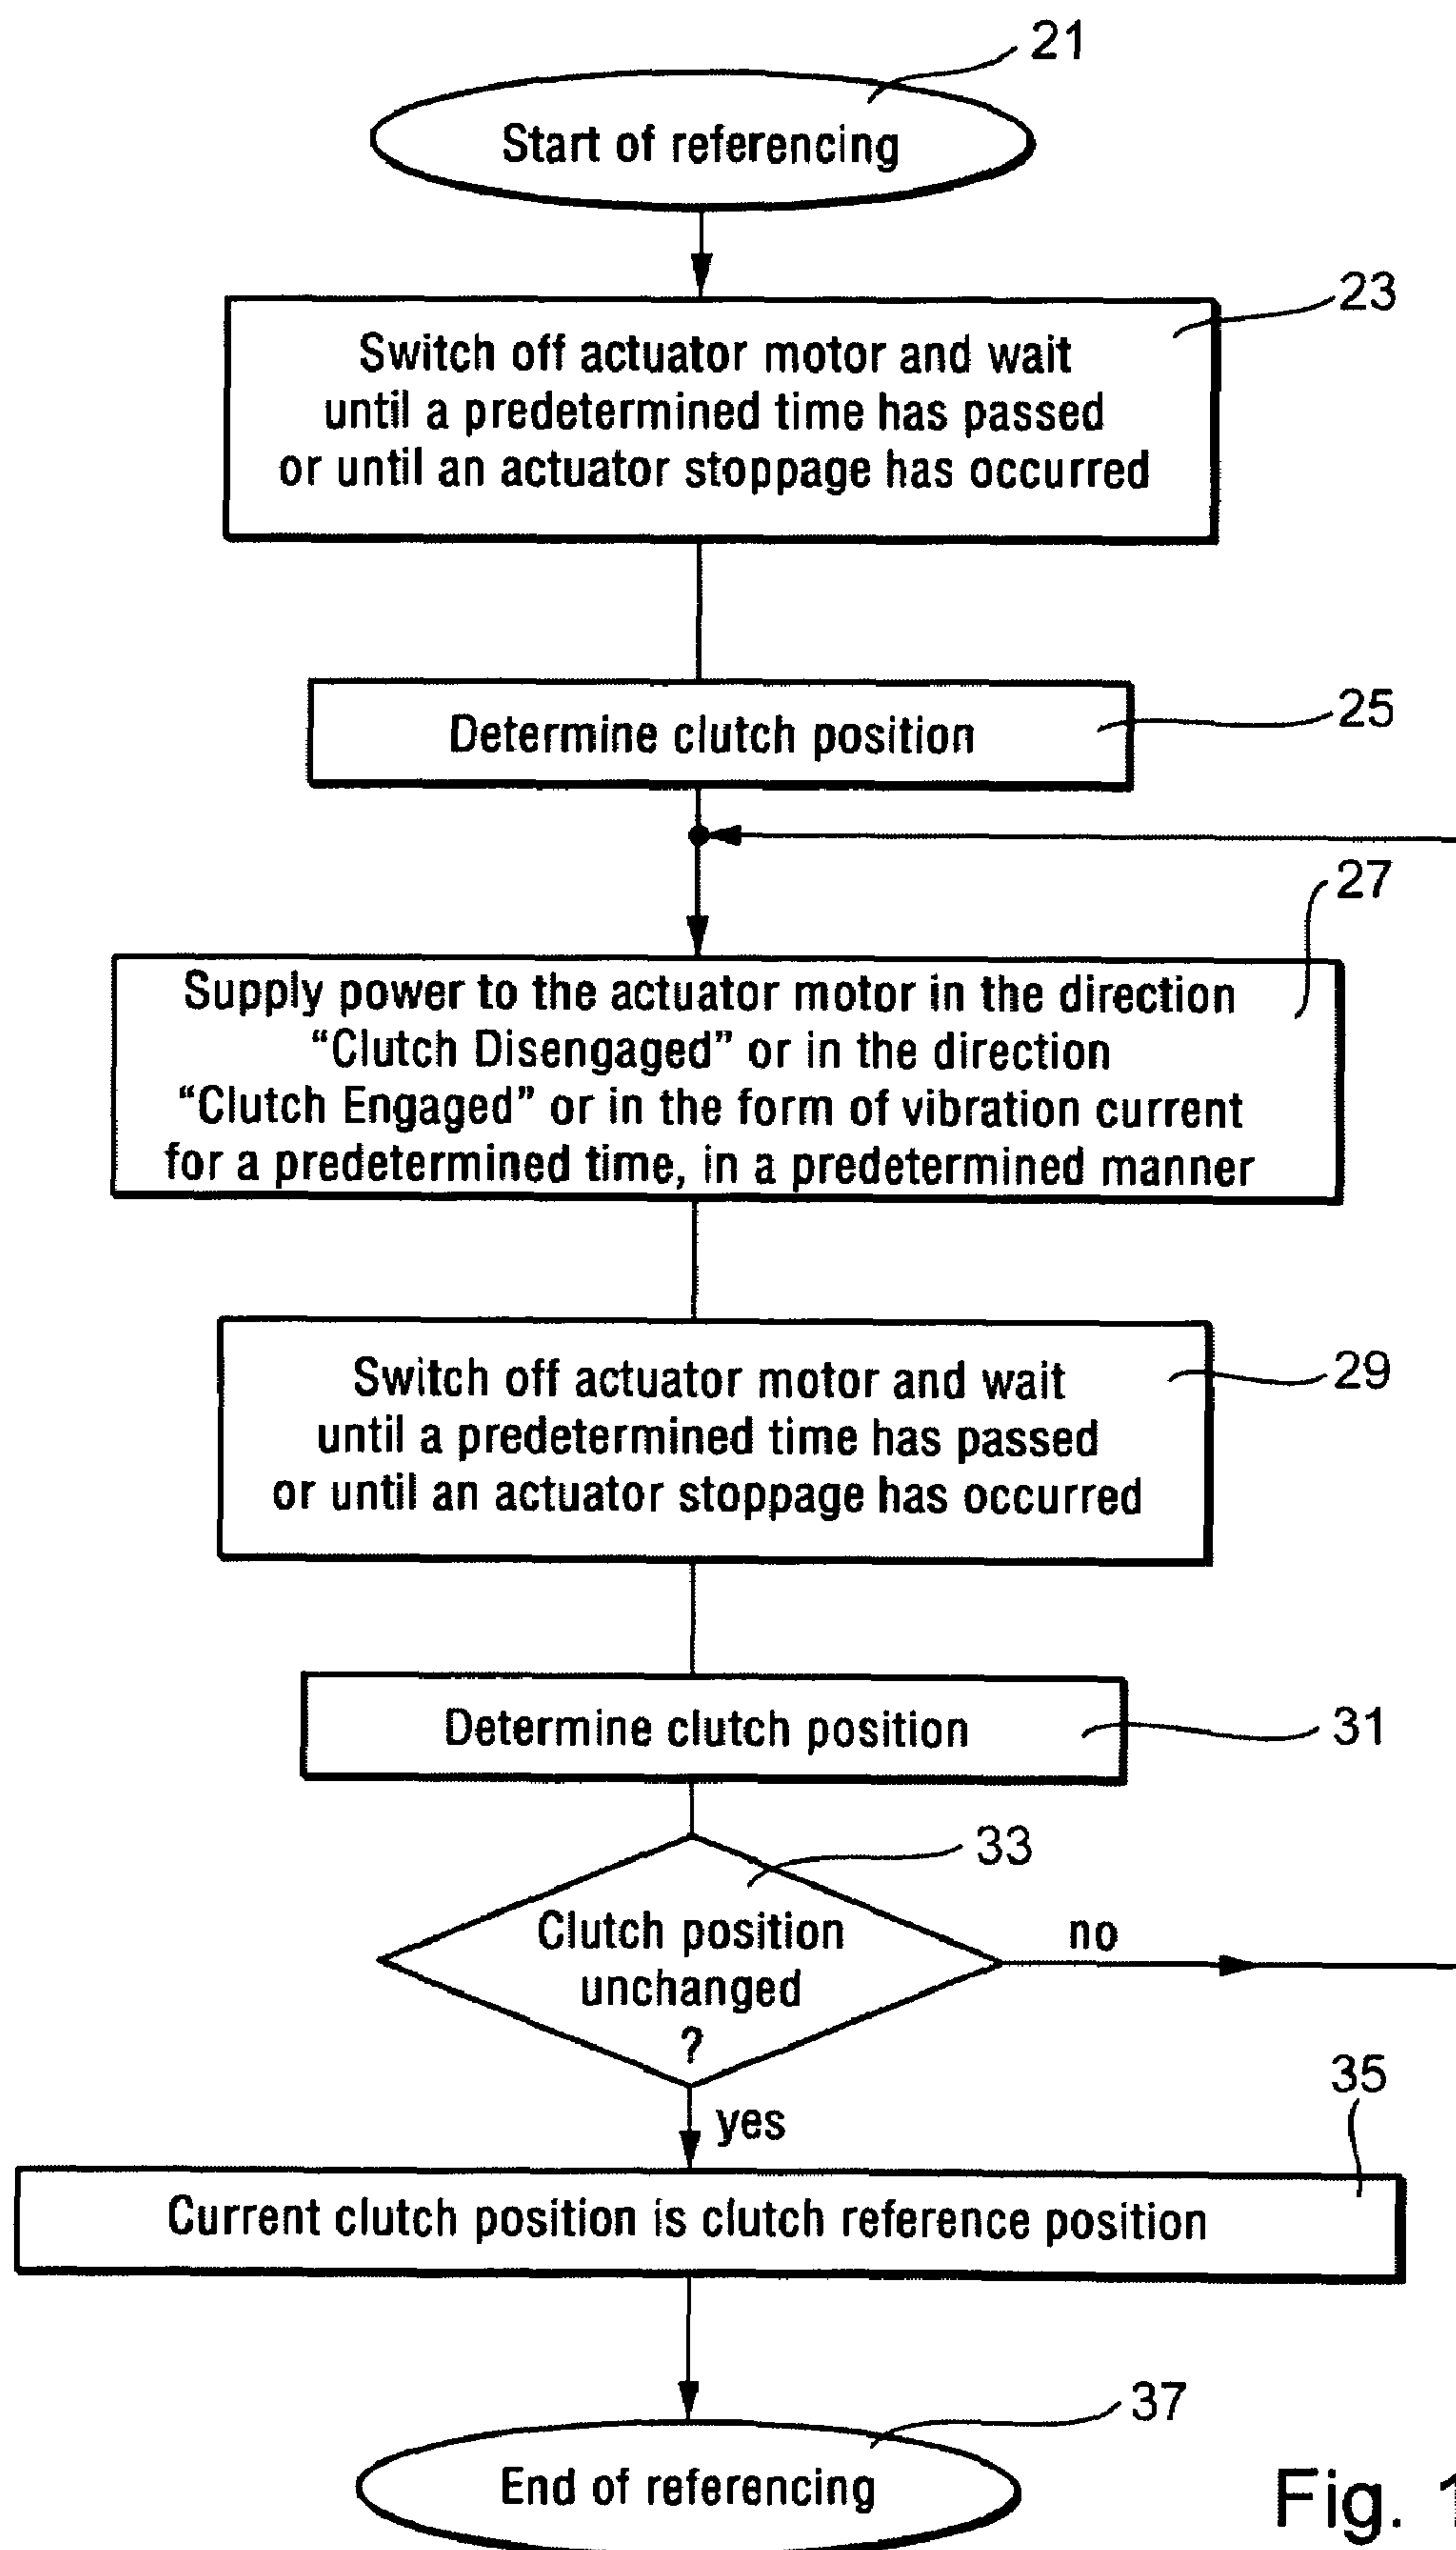 21
Start of referencing
23
Switch off actuator motor and wait
until a predetermined time has passed
or until an actuator stoppage has occurred
25
Determine clutch position
27
Supply power to the actuator motor in the direction
“Clutch Disengaged” or in the direction
“Clutch Engaged” or in the form of vibration current
for a predetermined time, in a predetermined manner
29
Switch off actuator motor and wait
until a predetermined time has passed
or until an actuator stoppage has occurred
31
Determine clutch position
33
Clutch position
unchanged
?
no
yes
35
Current clutch position is clutch reference position
37
End of referencing
Fig. 1